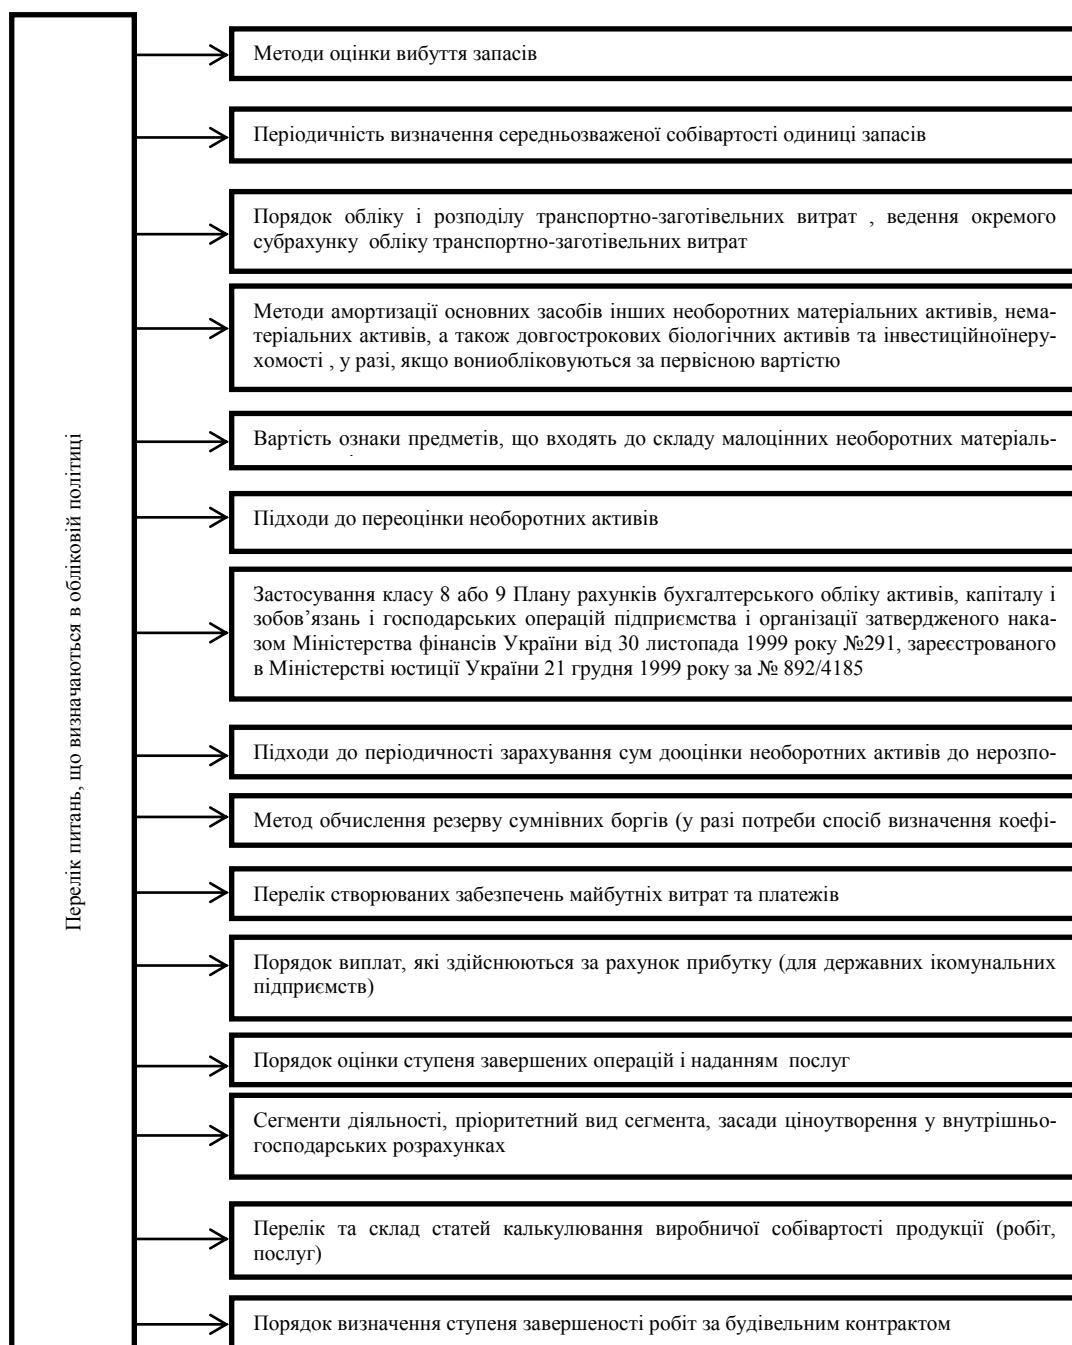 Перелік питань, що визначаються в обліковій політиці
Методи оцінки вибуття запасів
Періодичність визначення середньозваженої собівартості одиниці запасів
Порядок обліку і розподілу транспортно-заготівельних витрат , ведення окремого
субрахунку обліку транспортно-заготівельних витрат
Методи амортизації основних засобів інших необоротних матеріальних активів, нема-
теріальних активів, а також довгострокових біологічних активів та інвестиційноїнеру-
хомості , у разі, якщо вониобліковуються за первісною вартістю
Вартість ознаки предметів, що входять до складу малоцінних необоротних матеріаль-
Підходи до переоцінки необоротних активів
Застосування класу 8 або 9 Плану рахунків бухгалтерського обліку активів, капіталу і
зобов’язань і господарських операцій підприємства і організації затвердженого нака-
зом Міністерства фінансів України від 30 листопада 1999 року №291, зареєстрованого
в Міністерстві юстиції України 21 грудня 1999 року за № 892/4185
Підходи до періодичності зарахування сум дооцінки необоротних активів до нерозпо-
Метод обчислення резерву сумнівних боргів (у разі потреби спосіб визначення коефі-
Перелік створюваних забезпечень майбутніх витрат та платежів
Порядок виплат, які здійснюються за рахунок прибутку (для державних ікомунальних
підприємств)
Порядок оцінки ступеня завершених операцій і наданням послуг
Сегменти діяльності, пріоритетний вид сегмента, засади ціноутворення у внутрішньо-
господарських розрахунках
Перелік та склад статей калькулювання виробничої собівартості продукції (робіт,
послуг)
Порядок визначення ступеня завершеності робіт за будівельним контрактом